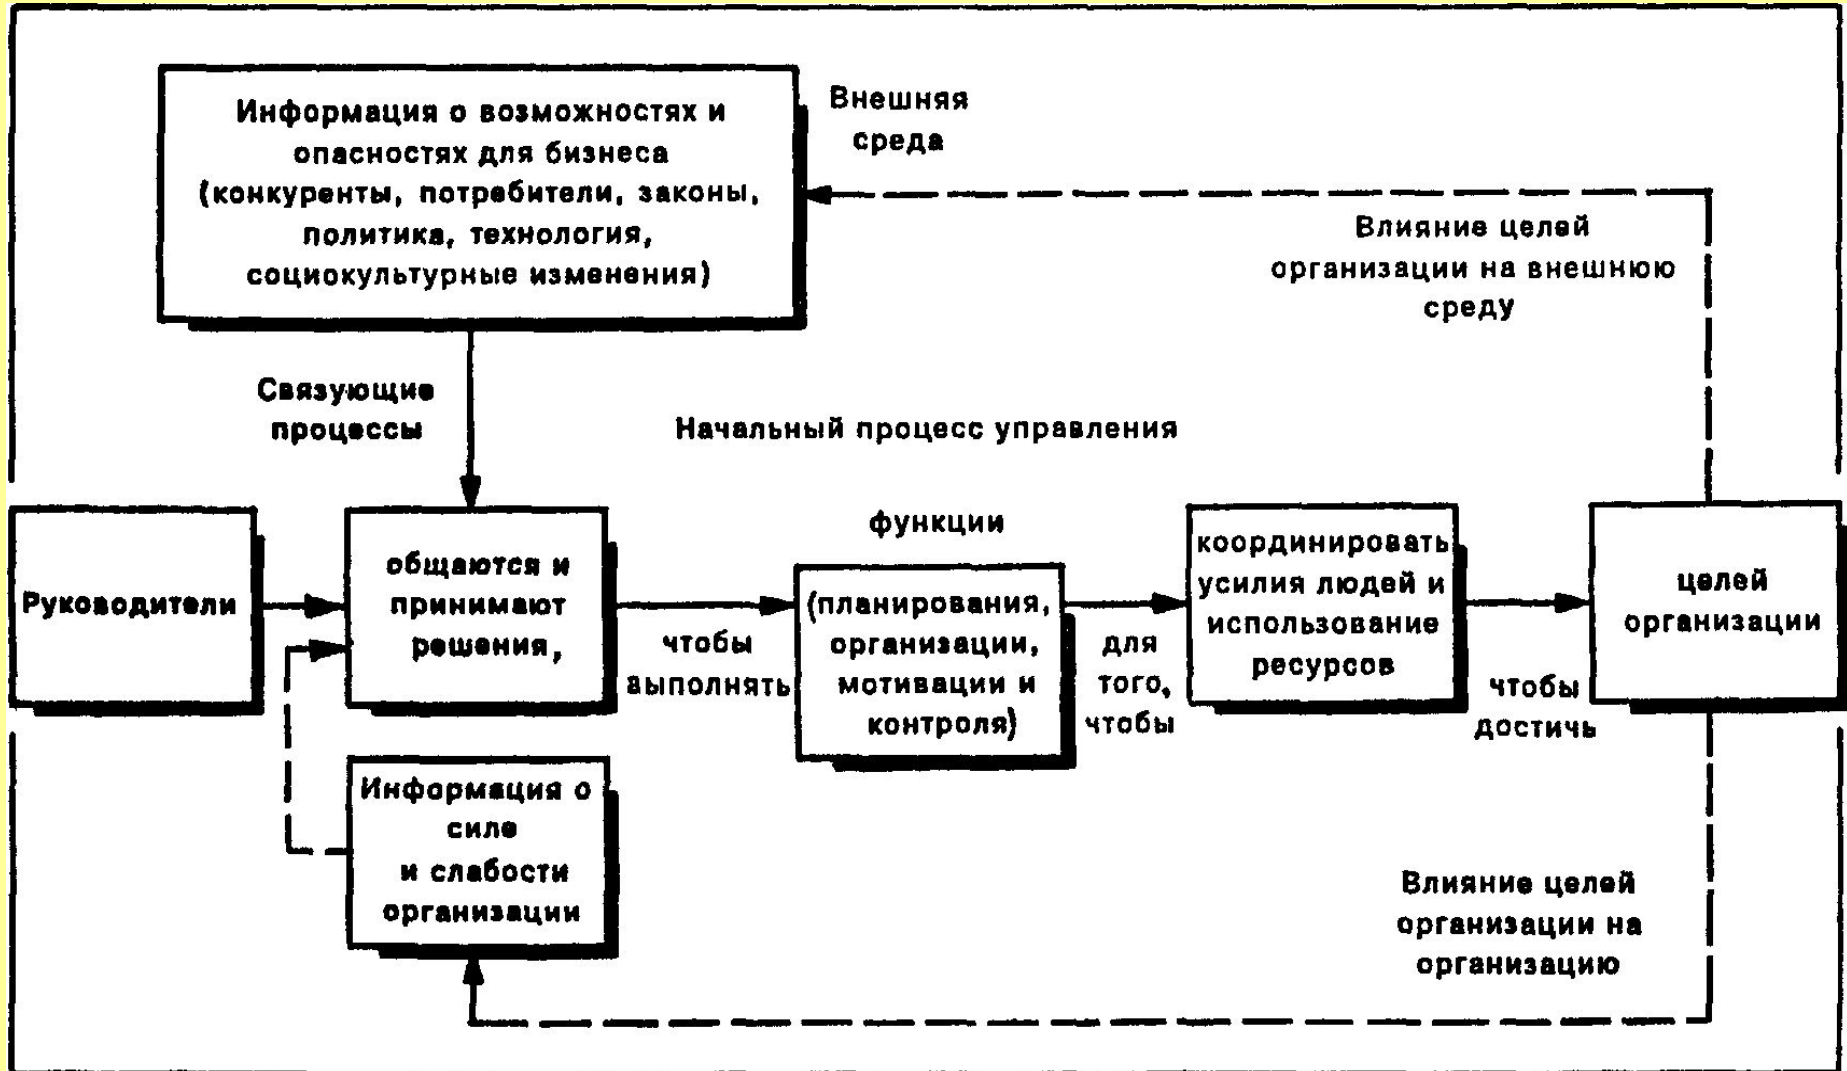 Информация о возможностях и
опасностях для бизнеса
(конкуренты, потребители, законы,
политика, технология,
социокультурные изменения)
Внешняя
среда
Влияние целей
организации на внешнюю
среду
Связующие
процессы
Начальный процесс управления
Руководители
общаются и
принимают
решения,
чтобы
выполнять
функции
(планирования,
организации,
мотивации и
контроля)
для
того,
чтобы
координировать
усилия людей и
использование
ресурсов
чтобы
достичь
целей
организации
Информация о
силе
и слабости
организации
Влияние целей
организации на
организацию